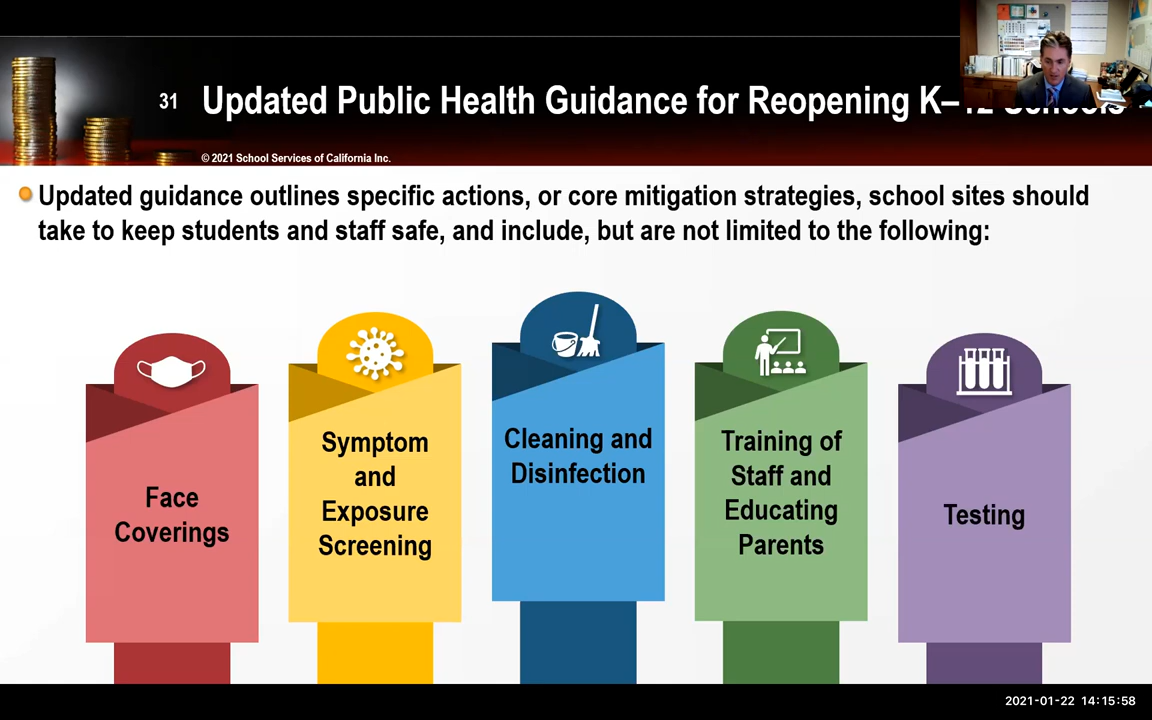 31 Updated Public Health Guidance for Reopening K–12 Schools
© 2021 School Services of California Inc.
Updated guidance outlines specific actions, or core mitigation strategies, school sites should
take to keep students and staff safe, and include, but are not limited to the following:
Face
Coverings
Symptom
and
Exposure
Screening
Cleaning and
Disinfection
Training of
Staff and
Educating
Parents
Testing
2021-01-22 14:15:58